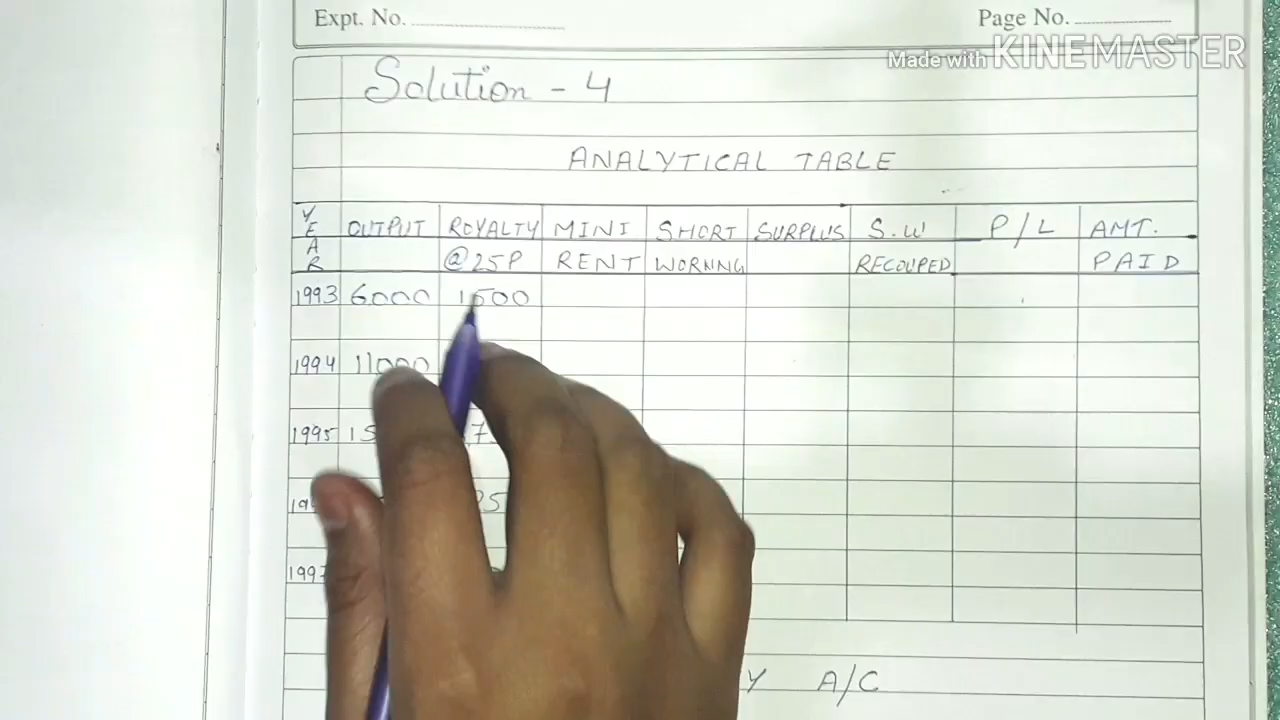 Expt. No.
Page No.
Made with KINEMASTER
Solution - 4
ANALYTICAL TABLE
YEAR OUTPUT ROYALTY @ 25P MINI RENT SHORT WORKING SURPLUS S.W RECOUPED P/L AMT. PAID
1993 6000 1500
1994 11000
1995
A/C